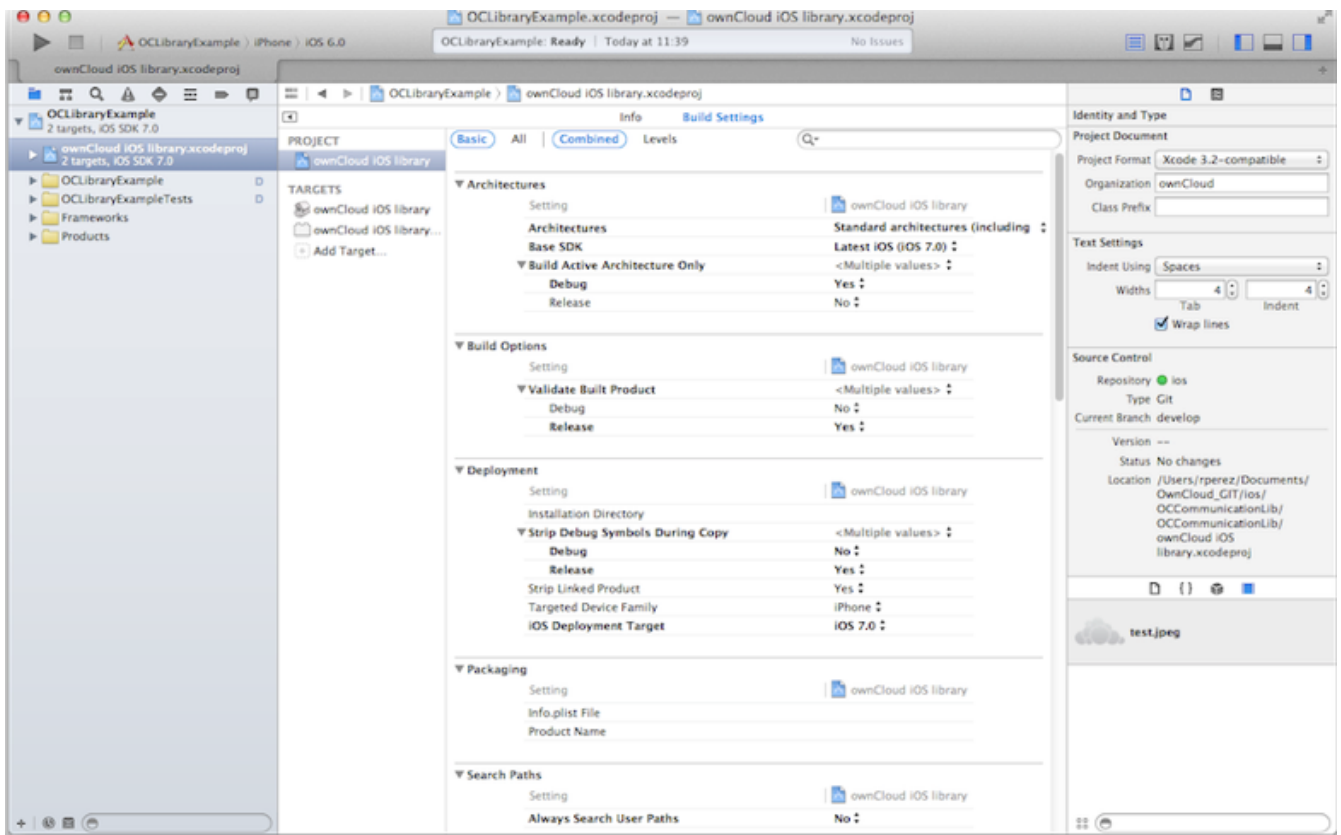 OCLibraryExample.xcodeproj — ownCloud iOS library.xcodeproj
OCLibraryExample › iPhone › iOS 6.0
OCLibraryExample: Ready | Today at 11:39
No Issues
ownCloud iOS library.xcodeproj
OCLibraryExample
2 targets, iOS SDK 7.0
ownCloud iOS library.xcodeproj
2 targets, iOS SDK 7.0
OCLibraryExample D
OCLibraryExampleTests D
Frameworks
Products
OCLibraryExample › ownCloud iOS library.xcodeproj
Info Build Settings
PROJECT
ownCloud iOS library
TARGETS
ownCloud iOS library
ownCloud iOS library...
Add Target...
Basic All Combined Levels
Architectures
Setting ownCloud iOS library
Architectures Standard architectures (including
Base SDK Latest iOS (iOS 7.0)
Build Active Architecture Only <Multiple values>
Debug Yes
Release No
Build Options
Setting ownCloud iOS library
Validate Built Product <Multiple values>
Debug No
Release Yes
Deployment
Setting ownCloud iOS library
Installation Directory
Strip Debug Symbols During Copy <Multiple values>
Debug No
Release Yes
Strip Linked Product Yes
Targeted Device Family iPhone
iOS Deployment Target iOS 7.0
Packaging
Setting ownCloud iOS library
Info.plist File
Product Name
Search Paths
Setting ownCloud iOS library
Always Search User Paths No
Identity and Type
Project Document
Project Format Xcode 3.2-compatible
Organization ownCloud
Class Prefix
Text Settings
Indent Using Spaces
Widths 4 4
Tab Indent
Wrap lines
Source Control
Repository ios
Type Git
Current Branch develop
Version --
Status No changes
Location /Users/rperez/Documents/
OwnCloud_GIT/ios/
OCCommunicationLib/
OCCommunicationLib/
ownCloud iOS
library.xcodeproj
{ }
test.jpeg